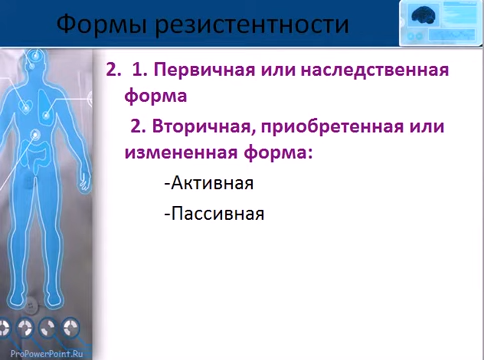 Формы резистентности
2. 1. Первичная или наследственная
форма
2. Вторичная, приобретенная или
измененная форма:
-Активная
-Пассивная
ProPowerPoint.Ru